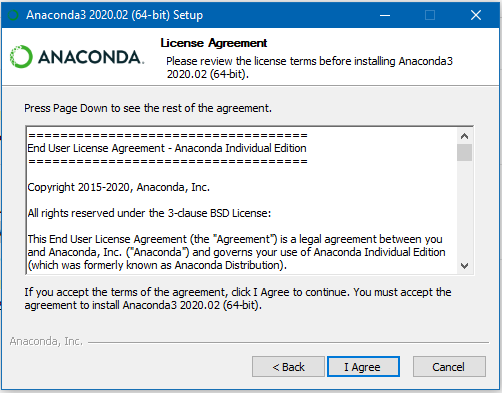 Anaconda3 2020.02 (64-bit) Setup
License Agreement
Please review the license terms before installing Anaconda3
2020.02 (64-bit).
ANACONDA.
Press Page Down to see the rest of the agreement.
===================================
End User License Agreement - Anaconda Individual Edition
===================================
Copyright 2015-2020, Anaconda, Inc.
All rights reserved under the 3-clause BSD License:
This End User License Agreement (the "Agreement") is a legal agreement between you
and Anaconda, Inc. ("Anaconda") and governs your use of Anaconda Individual Edition
(which was formerly known as Anaconda Distribution).
If you accept the terms of the agreement, click I Agree to continue. You must accept the
agreement to install Anaconda3 2020.02 (64-bit).
Anaconda, Inc.
< Back
I Agree
Cancel